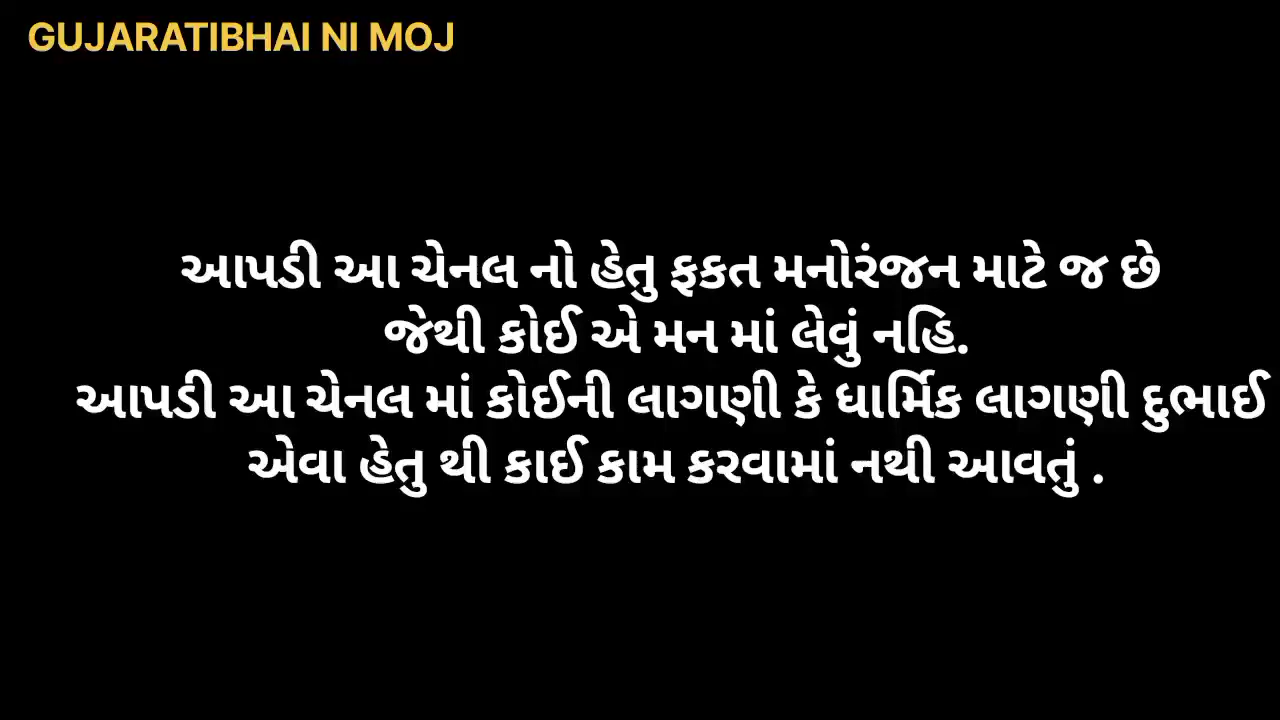 GUJARATIBHAI NI MOJ
આપડી આ ચેનલ નો હેતુ ફકત મનોરંજન માટે જ છે
જેથી કોઈ એ મન માં લેવું નહિ.
આપડી આ ચેનલ માં કોઈની લાગણી કે ધાર્મિક લાગણી દુભાઈ
એવા હેતુ થી કાઈ કામ કરવામાં નથી આવતું .